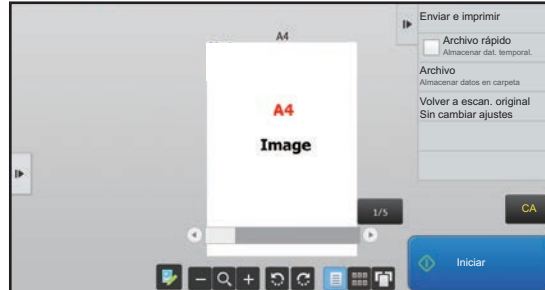 A4
A4
Image
1/5
Enviar e imprimir
Archivo rápido
Almacenar dat. temporal.
Archivo
Almacenar datos en carpeta
Volver a escan. original
Sin cambiar ajustes
CA
Iniciar